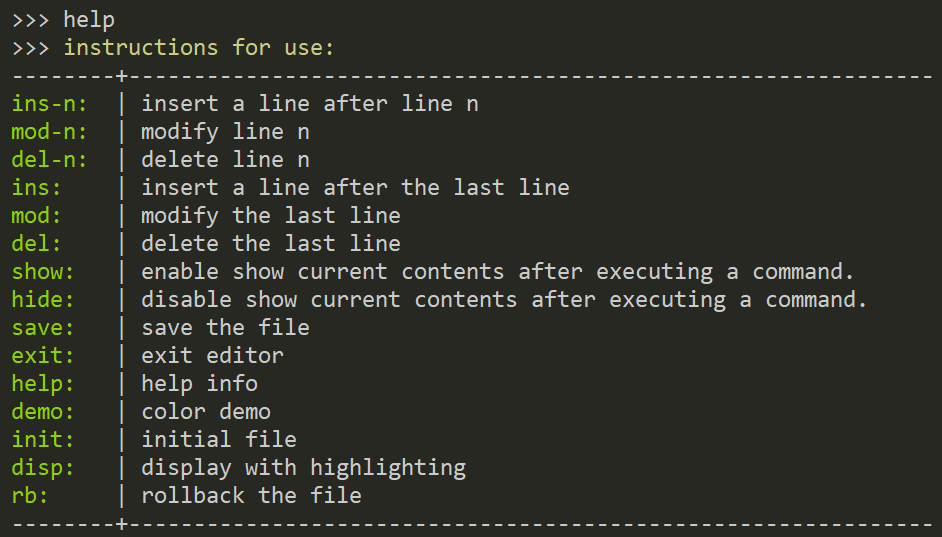 >>> help
>>> instructions for use:
--------+--------------------------------------------------------------
ins-n:  | insert a line after line n
mod-n:  | modify line n
del-n:  | delete line n
ins:    | insert a line after the last line
mod:    | modify the last line
del:    | delete the last line
show:   | enable show current contents after executing a command.
hide:   | disable show current contents after executing a command.
save:   | save the file
exit:   | exit editor
help:   | help info
demo:   | color demo
init:   | initial file
disp:   | display with highlighting
rb:     | rollback the file
--------+--------------------------------------------------------------